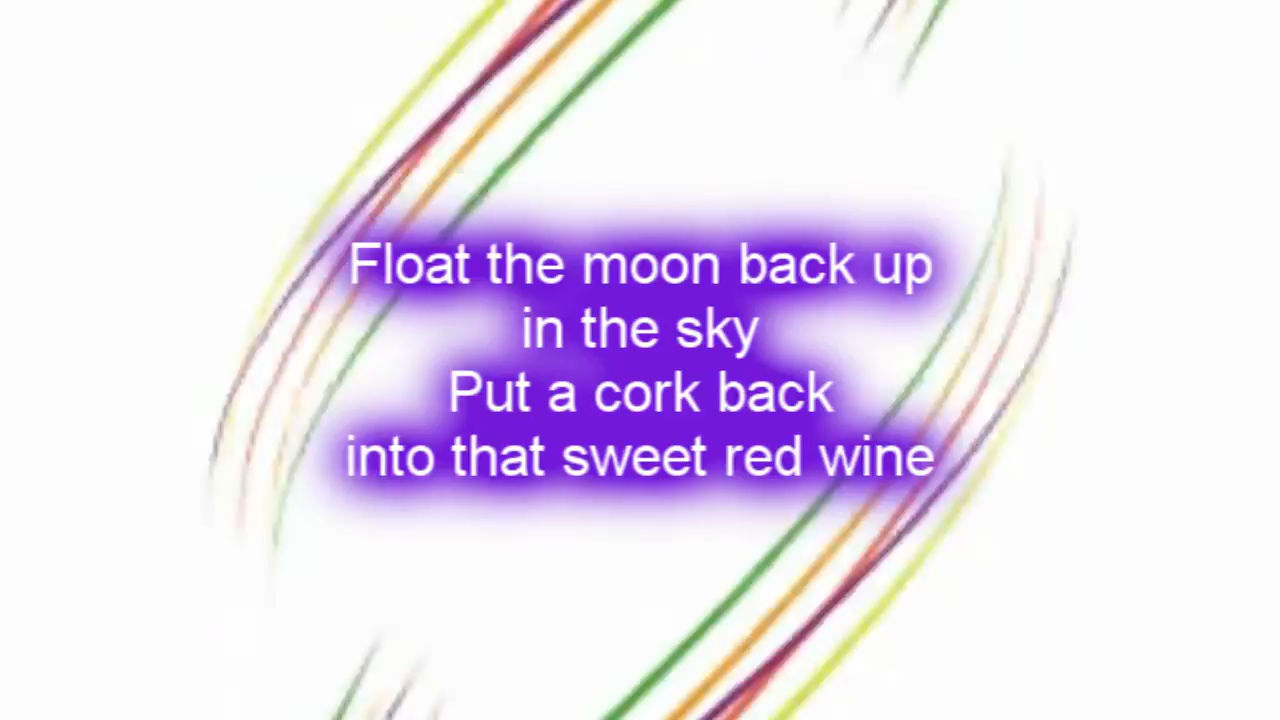 Float the moon back up
in the sky
Put a cork back
into that sweet red wine